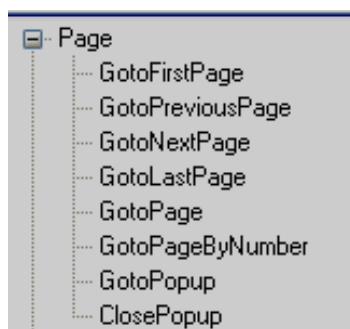 Page
GotoFirstPage
GotoPreviousPage
GotoNextPage
GotoLastPage
GotoPage
GotoPageByNumber
GotoPopup
ClosePopup